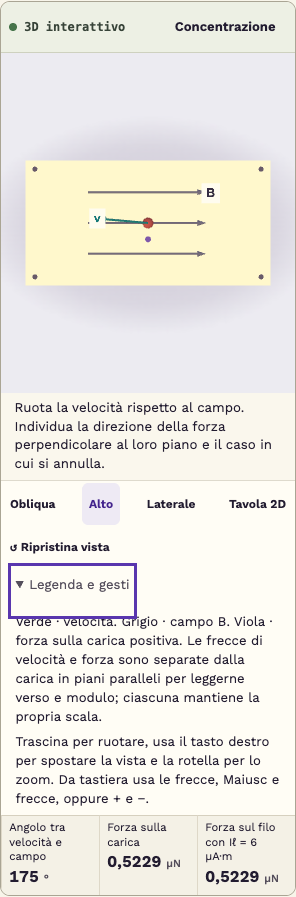 3D interattivo
Concentrazione
B
v
Ruota la velocità rispetto al campo.
Individua la direzione della forza
perpendicolare al loro piano e il caso in
cui si annulla.
Obliqua Alto Laterale Tavola 2D
↺ Ripristina vista
▼ Legenda e gesti
Verde · velocità. Grigio · campo B. Viola ·
forza sulla carica positiva. Le frecce di
velocità e forza sono separate dalla
carica in piani paralleli per leggerne
verso e modulo; ciascuna mantiene la
propria scala.
Trascina per ruotare, usa il tasto destro
per spostare la vista e la rotella per lo
zoom. Da tastiera usa le frecce, Maiusc e
frecce, oppure + e −.
Angolo tra
velocità e
campo
175 °
Forza sulla
carica
0,5229 μN
Forza sul filo
con Iℓ = 6
μA·m
0,5229 μN